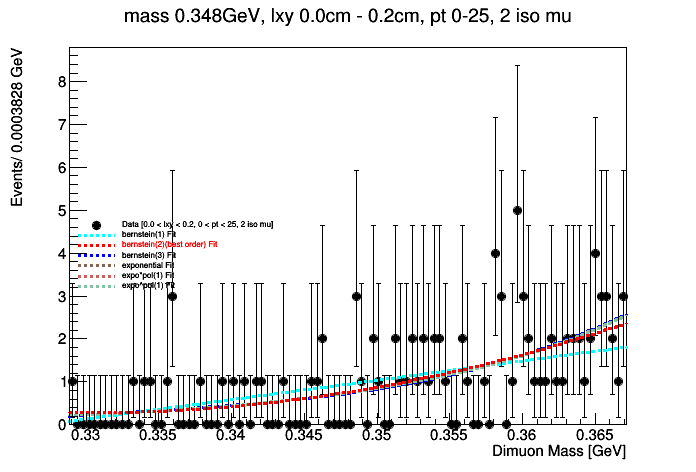 mass 0.348GeV, lxy 0.0cm - 0.2cm, pt 0-25, 2 iso mu
Events/ 0.0003828 GeV
8
7
6
5
4
3
2
1
0
Data [0.0 < lxy < 0.2, 0 < pt < 25, 2 iso mu]
bernstein(1) Fit
bernstein(2)(best order) Fit
bernstein(3) Fit
exponential Fit
expo*pol(1) Fit
expo*pol(1) Fit
0.33 0.335 0.34 0.345 0.35 0.355 0.36 0.365
Dimuon Mass [GeV]